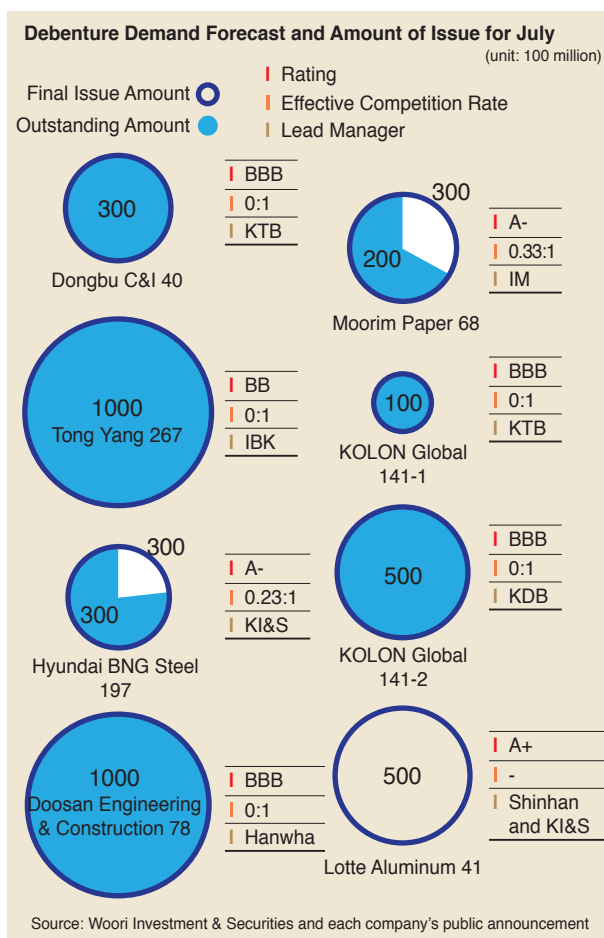 Debenture Demand Forecast and Amount of Issue for July
(unit: 100 million)
Final Issue Amount
Outstanding Amount
Rating
Effective Competition Rate
Lead Manager
300
Dongbu C&I 40
BBB
0:1
KTB
300
200
Moorim Paper 68
A-
0.33:1
IM
1000
Tong Yang 267
BB
0:1
IBK
100
KOLON Global
141-1
BBB
0:1
KTB
300
300
Hyundai BNG Steel
197
A-
0.23:1
KI&S
500
KOLON Global
141-2
BBB
0:1
KDB
1000
Doosan Engineering
& Construction 78
BBB
0:1
Hanwha
500
Lotte Aluminum 41
A+
-
Shinhan
and KI&S
Source: Woori Investment & Securities and each company's public announcement